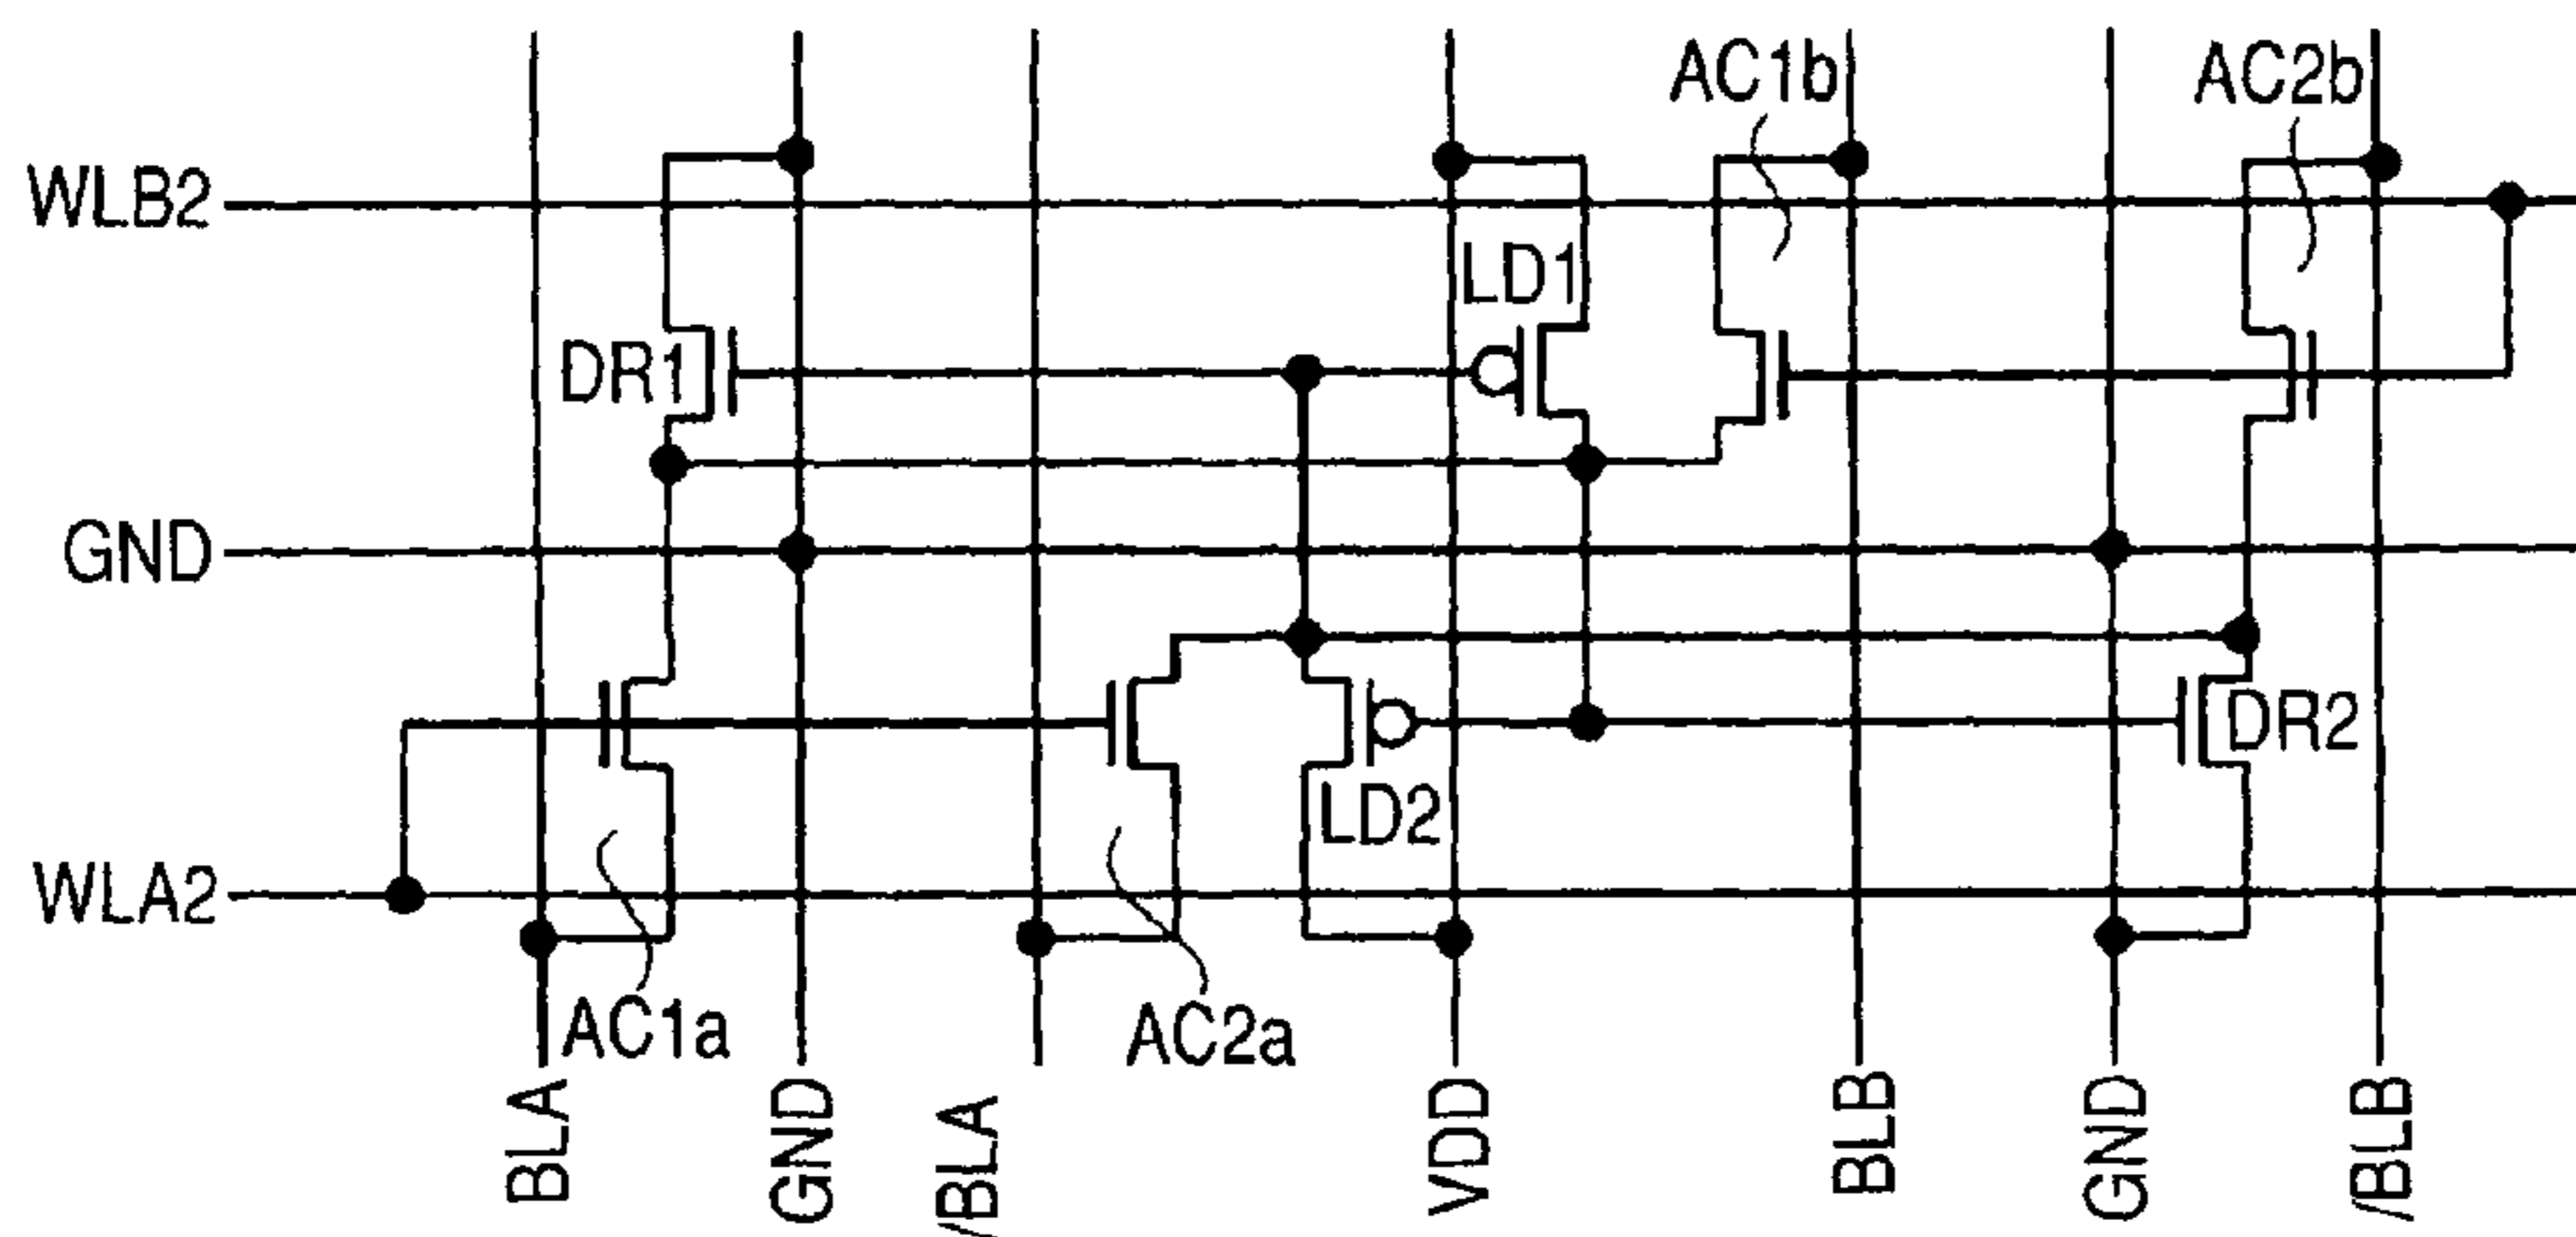 AC1b
AC2b
WLB2
LD1
DR1
GND
DR2
LD2
WLA2
AC1a
AC2a
BLA
GND
/BLA
VDD
BLB
GND
/BLB